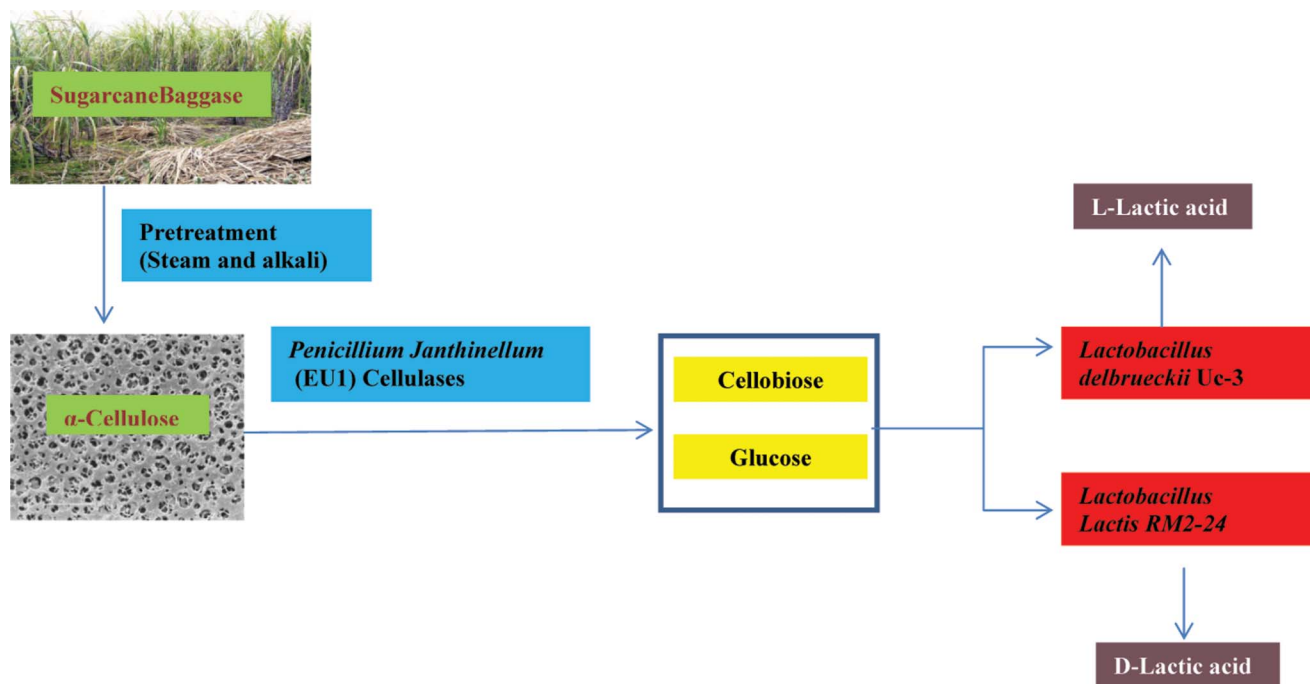 SugarcaneBaggase
Pretreatment
(Steam and alkali)
α-Cellulose
Penicillium Janthinellum
(EU1) Cellulases
Cellobiose
Glucose
L-Lactic acid
Lactobacillus
delbrueckii Uc-3
Lactobacillus
Lactis RM2-24
D-Lactic acid